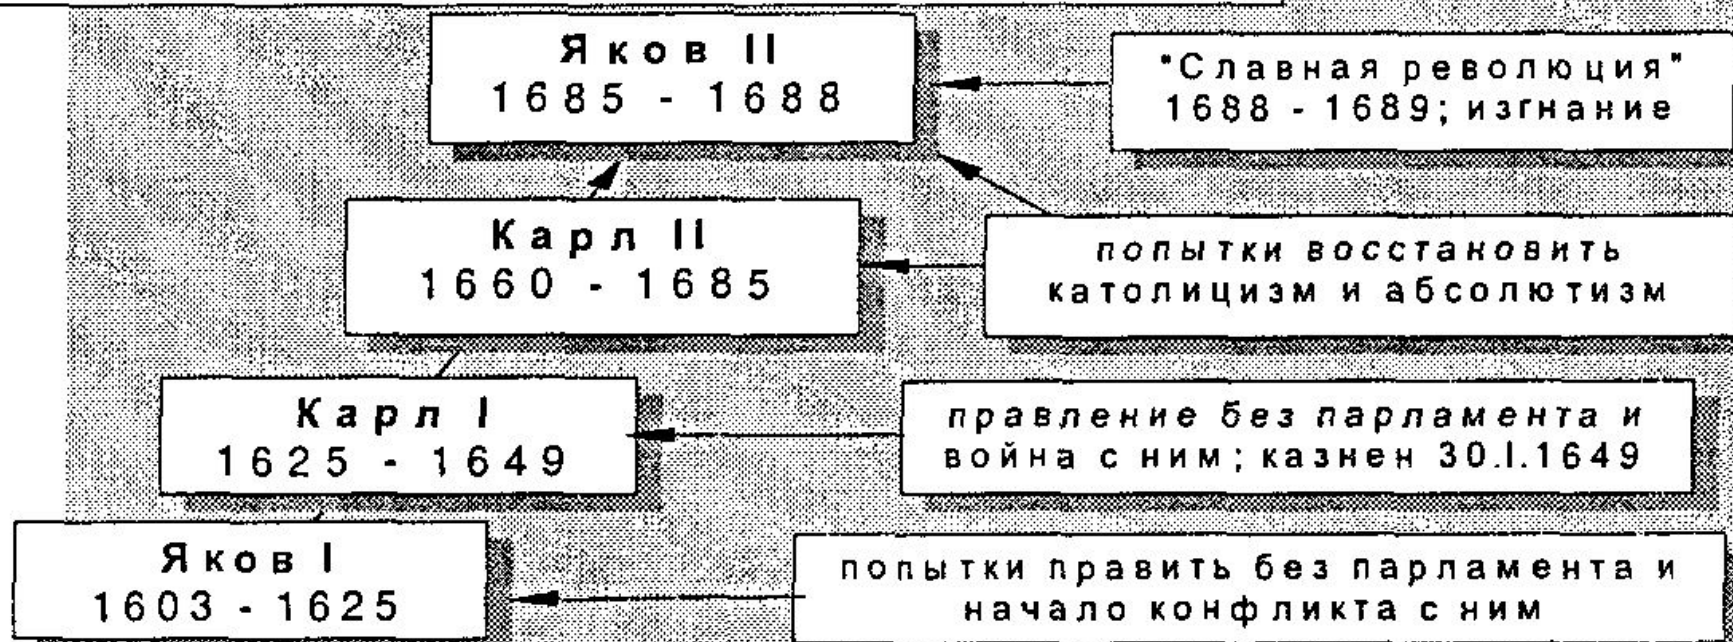 Яков II
1685 - 1688
"Славная революция"
1688 - 1689; изгнание
Карл II
1660 - 1685
попытки восстановить
католицизм и абсолютизм
Карл I
1625 - 1649
правление без парламента и
война с ним; казнен 30.I.1649
Яков I
1603 - 1625
попытки править без парламента и
начало конфликта с ним